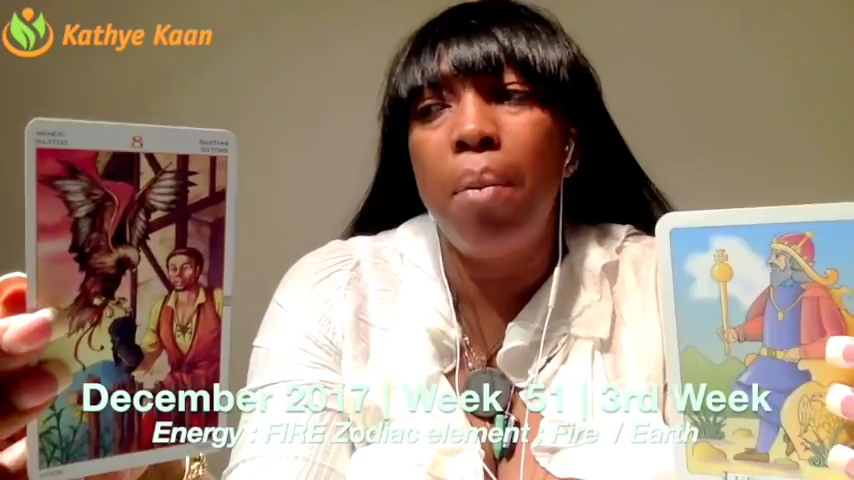 Kathye Kaan
8
December 2017 | Week 51 | 3rd Week
Energy : FIRE Zodiac element : Fire / Earth